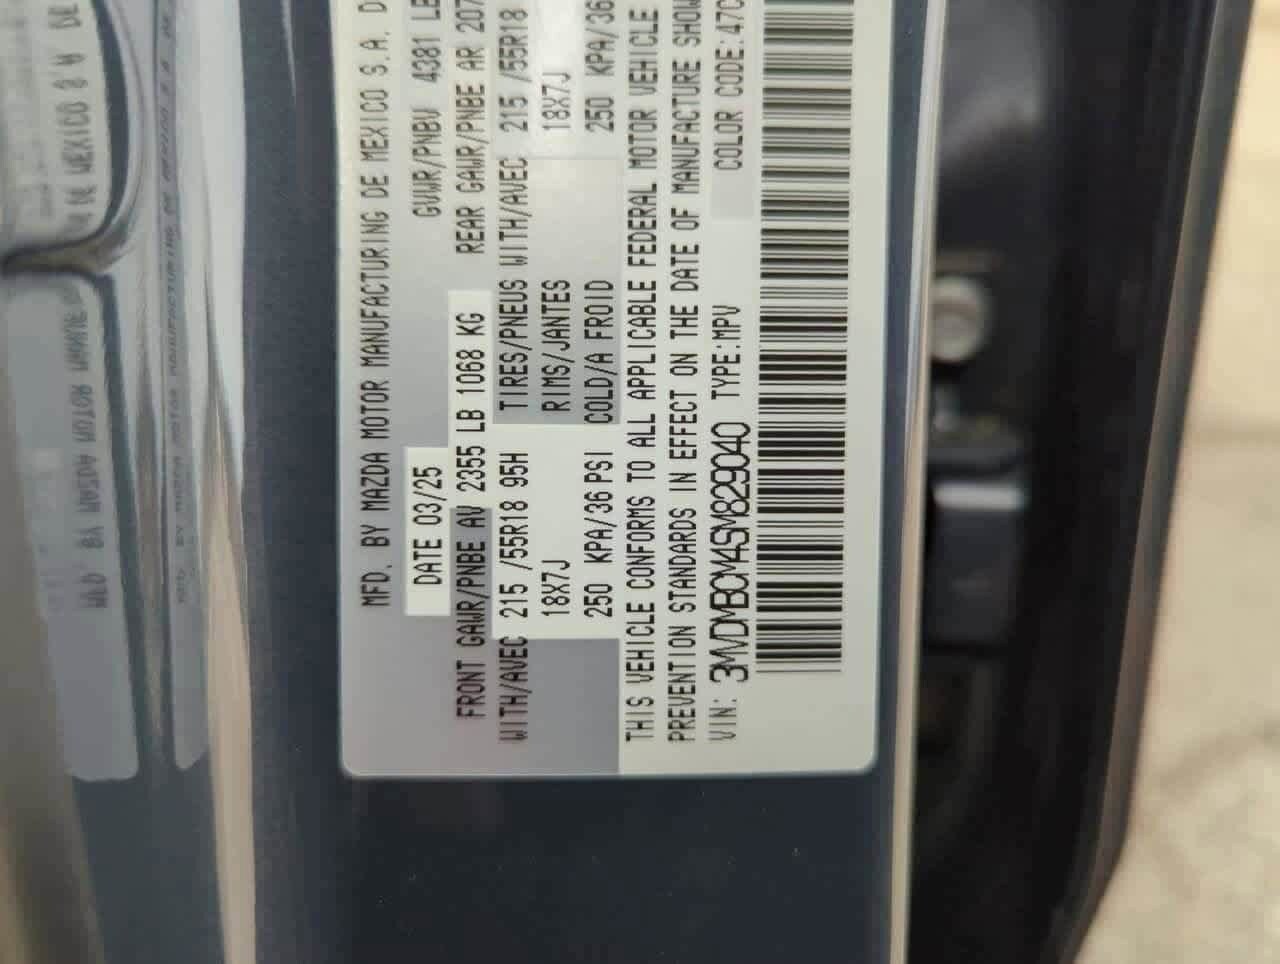 MFD. BY MAZDA MOTOR MANUFACTURING DE MEXICO S.A. D
DATE 03/25 GVWR/PNBV 4381 LB
FRONT GAWR/PNBE AV 2355 LB 1068 KG REAR GAWR/PNBE AR 207
WITH/AVEC 215 /55R18 95H TIRES/PNEUS WITH/AVEC 215 /55R18
18X7J RIMS/JANTES 18X7J
250 KPA/36 PSI COLD/A FROID 250 KPA/36
THIS VEHICLE CONFORMS TO ALL APPLICABLE FEDERAL MOTOR VEHICLE
PREVENTION STANDARDS IN EFFECT ON THE DATE OF MANUFACTURE SHOW
VIN: 3MVDMBCM4SM829040 TYPE:MPV COLOR CODE:47C